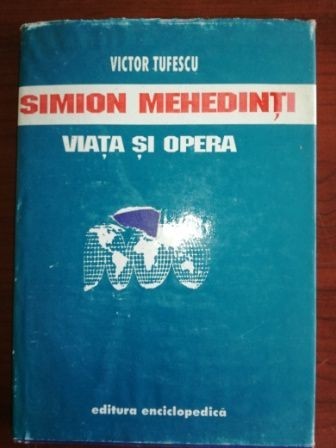 VICTOR TUFESCU
SIMION MEHEDINȚI
VIAȚA ȘI OPERA
editura enciclopedică